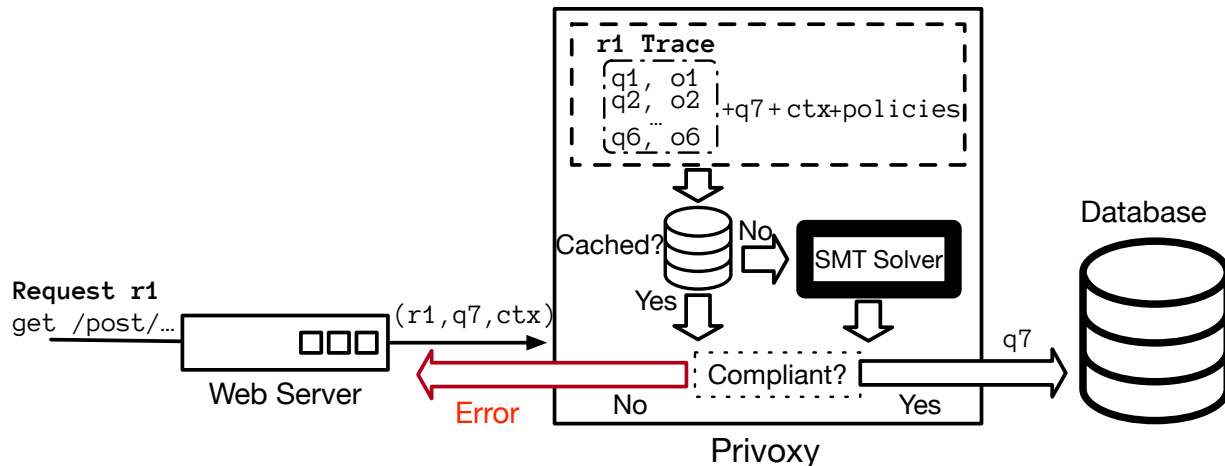 r1 Trace
q1, o1
q2, o2
…
q6, o6
+q7+ctx+policies
Database
Cached?
No
SMT Solver
Yes
Request r1
get /post/…
(r1,q7,ctx)
q7
Compliant?
Web Server
Error
No
Yes
Privoxy